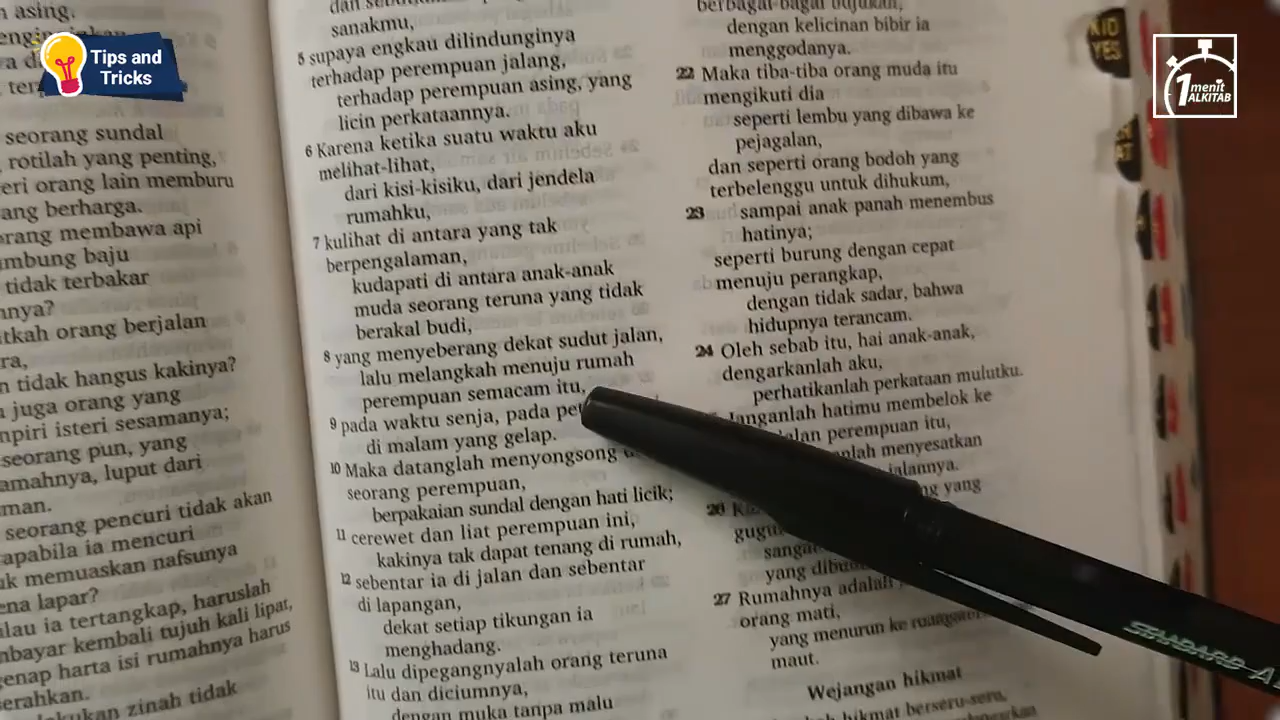 Tips and
Tricks
1 menit
ALKITAB
KID
YES
asing.
seorang sundal
rotilah yang penting,
eri orang lain memburu
ang berharga.
orang membawa api
mbung baju
tidak terbakar
nnya?
tkah orang berjalan
ra,
n tidak hangus kakinya?
juga orang yang
mpiri isteri sesamanya;
seorang pun, yang
amahnya, luput dari
man.
seorang pencuri tidak akan
apabila ia mencuri
uk memuaskan nafsunya
ena lapar?
alau ia tertangkap, haruslah
mbayar kembali tujuh kali lipat,
genap harta isi rumahnya harus
erahkan.
lakukan zinah tidak
sanakmu,
5 supaya engkau dilindunginya
terhadap perempuan jalang,
terhadap perempuan asing, yang
licin perkataannya.
6 Karena ketika suatu waktu aku
melihat-lihat,
dari kisi-kisiku, dari jendela
rumahku,
7 kulihat di antara yang tak
berpengalaman,
kudapati di antara anak-anak
muda seorang teruna yang tidak
berakal budi,
8 yang menyeberang dekat sudut jalan,
lalu melangkah menuju rumah
perempuan semacam itu,
9 pada waktu senja, pada pe
di malam yang gelap.
10 Maka datanglah menyongsong
seorang perempuan,
berpakaian sundal dengan hati licik;
11 cerewet dan liat perempuan ini,
kakinya tak dapat tenang di rumah,
12 sebentar ia di jalan dan sebentar
di lapangan,
dekat setiap tikungan ia
menghadang.
13 Lalu dipegangnyalah orang teruna
itu dan diciumnya,
dengan muka tanpa malu
berbagai-bagai bujukan,
dengan kelicinan bibir ia
menggodanya.
22 Maka tiba-tiba orang muda itu
mengikuti dia
seperti lembu yang dibawa ke
pejagalan,
dan seperti orang bodoh yang
terbelenggu untuk dihukum,
23 sampai anak panah menembus
hatinya;
seperti burung dengan cepat
menuju perangkap,
dengan tidak sadar, bahwa
hidupnya terancam.
24 Oleh sebab itu, hai anak-anak,
dengarkanlah aku,
perhatikanlah perkataan mulutku.
Janganlah hatimu membelok ke
jalan perempuan itu,
anlah menyesatkan
jalannya.
ng yang
26 K
gugu
sanga
yang dibu
27 Rumahnya adalah
orang mati,
yang menurun ke ruangan
maut.
Wejangan hikmat
hikmat berseru-seru,
STANDARD A